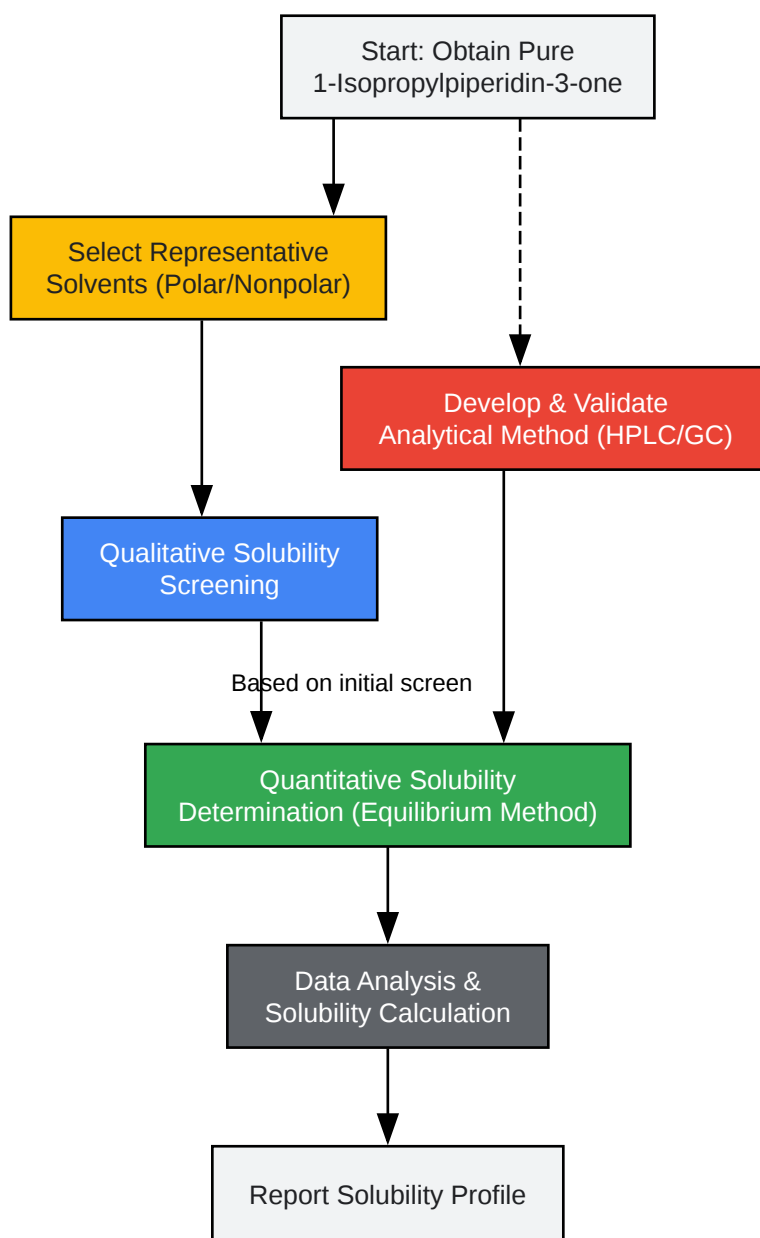 Start: Obtain Pure
1-Isopropylpiperidin-3-one
Select Representative
Solvents (Polar/Nonpolar)
Develop & Validate
Analytical Method (HPLC/GC)
Qualitative Solubility
Screening
Based on initial screen
Quantitative Solubility
Determination (Equilibrium Method)
Data Analysis &
Solubility Calculation
Report Solubility Profile